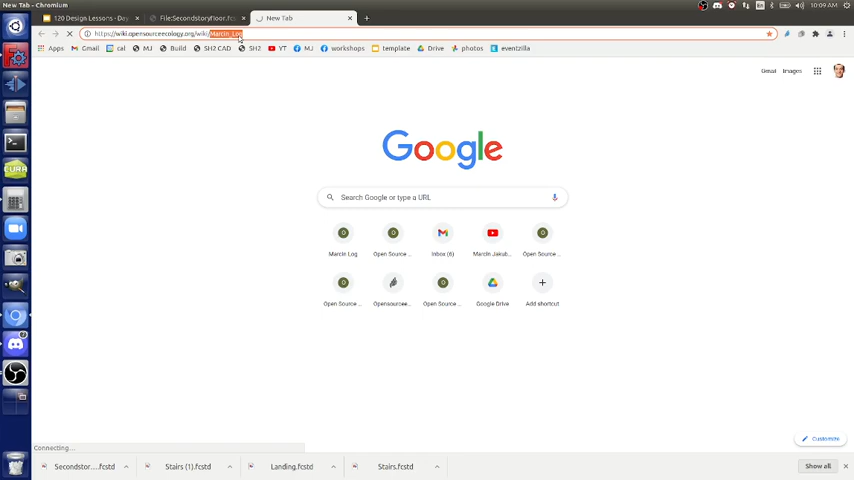 New Tab - Chromium
En
10:09 AM
120 Design Lessons - Day
File:Secondstoryfloor.fcs
New Tab
https://wiki.opensourceecology.org/wiki/Marcin_Log
Apps
Gmail
cal
MJ
Build
SH2 CAD
SH2
YT
MJ
workshops
template
Drive
photos
eventzilla
Gmail
Images
Google
Search Google or type a URL
Marcin Log
Open Source ...
Inbox (6)
Marcin Jakub...
Open Source ...
Open Source ...
Opensourcee...
Open Source ...
Google Drive
Add shortcut
CURA
Customize
Connecting...
Secondstor....fcstd
Stairs (1).fcstd
Landing.fcstd
Stairs.fcstd
Show all